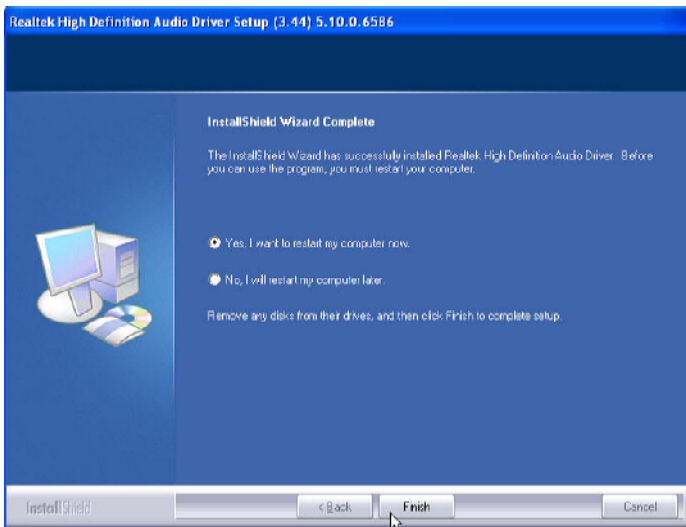 Realtek High Definition Audio Driver Setup (3.44) 5.10.0.6586
InstallShield Wizard Complete
The InstallShield Wizard has successfully installed Realtek High Definition Audio Driver. Before
you can use the program, you must restart your computer.
Yes, I want to restart my computer now.
No, I will restart my computer later.
Remove any disks from their drives, and then click Finish to complete setup.
InstallShield
< Back
Finish
Cancel